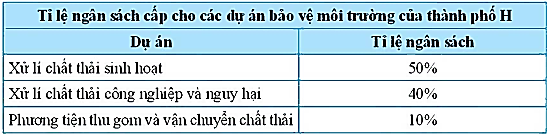 Tỉ lệ ngân sách cấp cho các dự án bảo vệ môi trường của thành phố H
Dự án Tỉ lệ ngân sách
Xử lí chất thải sinh hoạt 50%
Xử lí chất thải công nghiệp và nguy hại 40%
Phương tiện thu gom và vận chuyển chất thải 10%